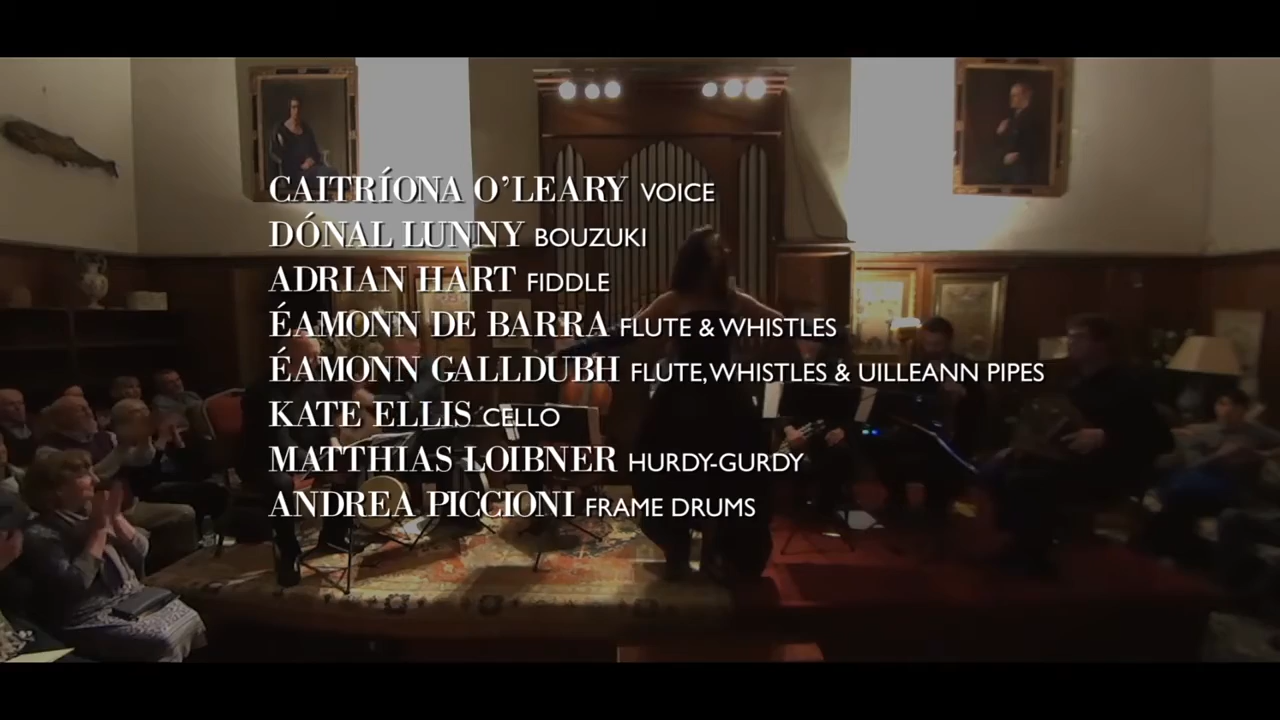 CAITRÍONA O'LEARY VOICE
DÓNAL LUNNY BOUZUKI
ADRIAN HART FIDDLE
ÉAMONN DE BARRA FLUTE & WHISTLES
ÉAMONN GALLDUBH FLUTE, WHISTLES & UILLEANN PIPES
KATE ELLIS CELLO
MATTHIAS LOIBNER HURDY-GURDY
ANDREA PICCIONI FRAME DRUMS